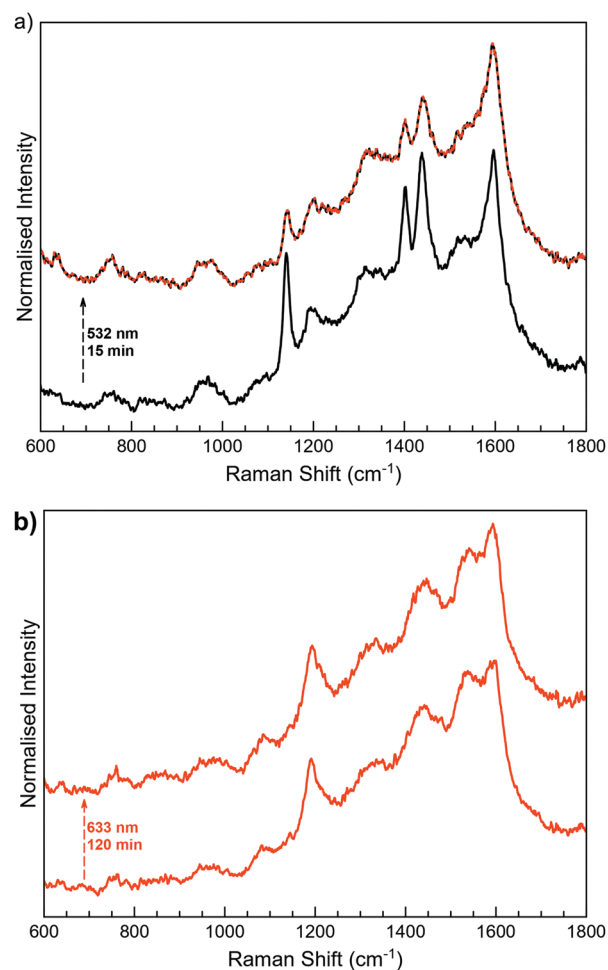 a)
Normalised Intensity
532 nm
15 min
600 800 1000 1200 1400 1600 1800
Raman Shift (cm⁻¹)
b)
Normalised Intensity
633 nm
120 min
600 800 1000 1200 1400 1600 1800
Raman Shift (cm⁻¹)